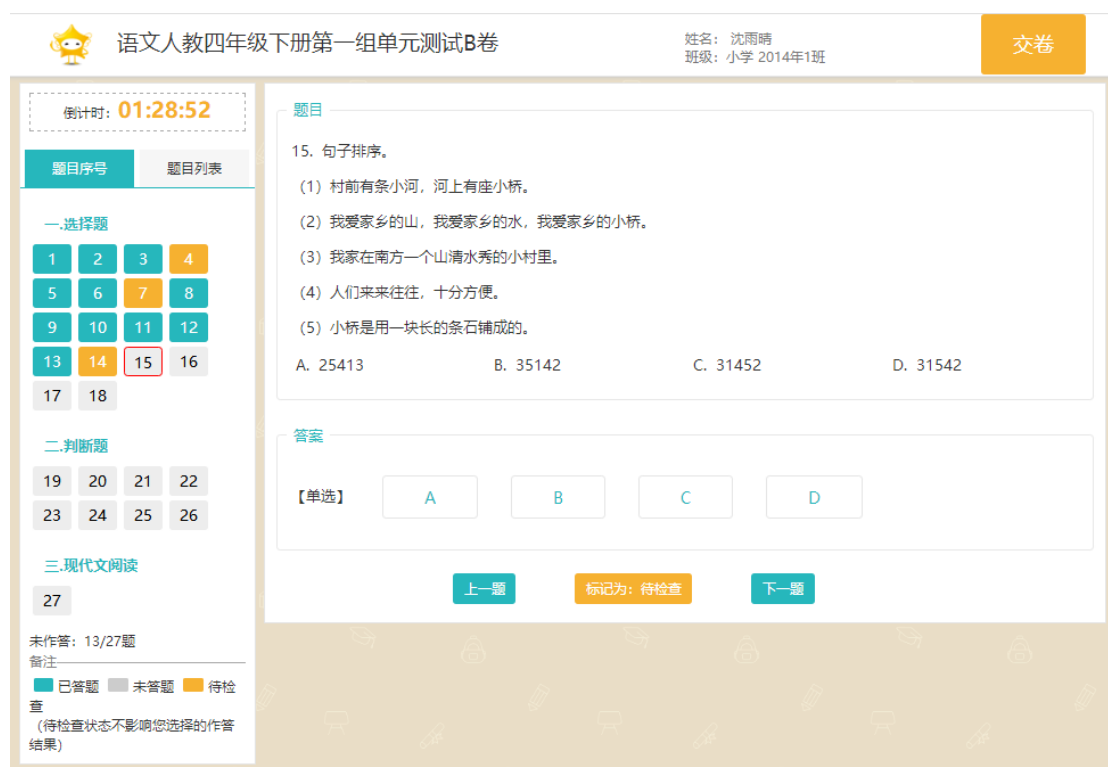 语文人教四年级下册第一组单元测试B卷
姓名： 沈雨晴
班级：小学 2014年1班
交卷
倒计时：01:28:52
题目序号 题目列表
一.选择题
1 2 3 4
5 6 7 8
9 10 11 12
13 14 15 16
17 18
二.判断题
19 20 21 22
23 24 25 26
三.现代文阅读
27
未作答：13/27题
备注
已答题 未答题 待检
查
（待检查状态不影响您选择的作答
结果）
题目
15. 句子排序。
（1）村前有条小河，河上有座小桥。
（2）我爱家乡的山，我爱家乡的水，我爱家乡的小桥。
（3）我家在南方一个山清水秀的小村里。
（4）人们来来往往，十分方便。
（5）小桥是用一块长的条石铺成的。
A. 25413 B. 35142 C. 31452 D. 31542
答案
【单选】 A B C D
上一题 标记为：待检查 下一题